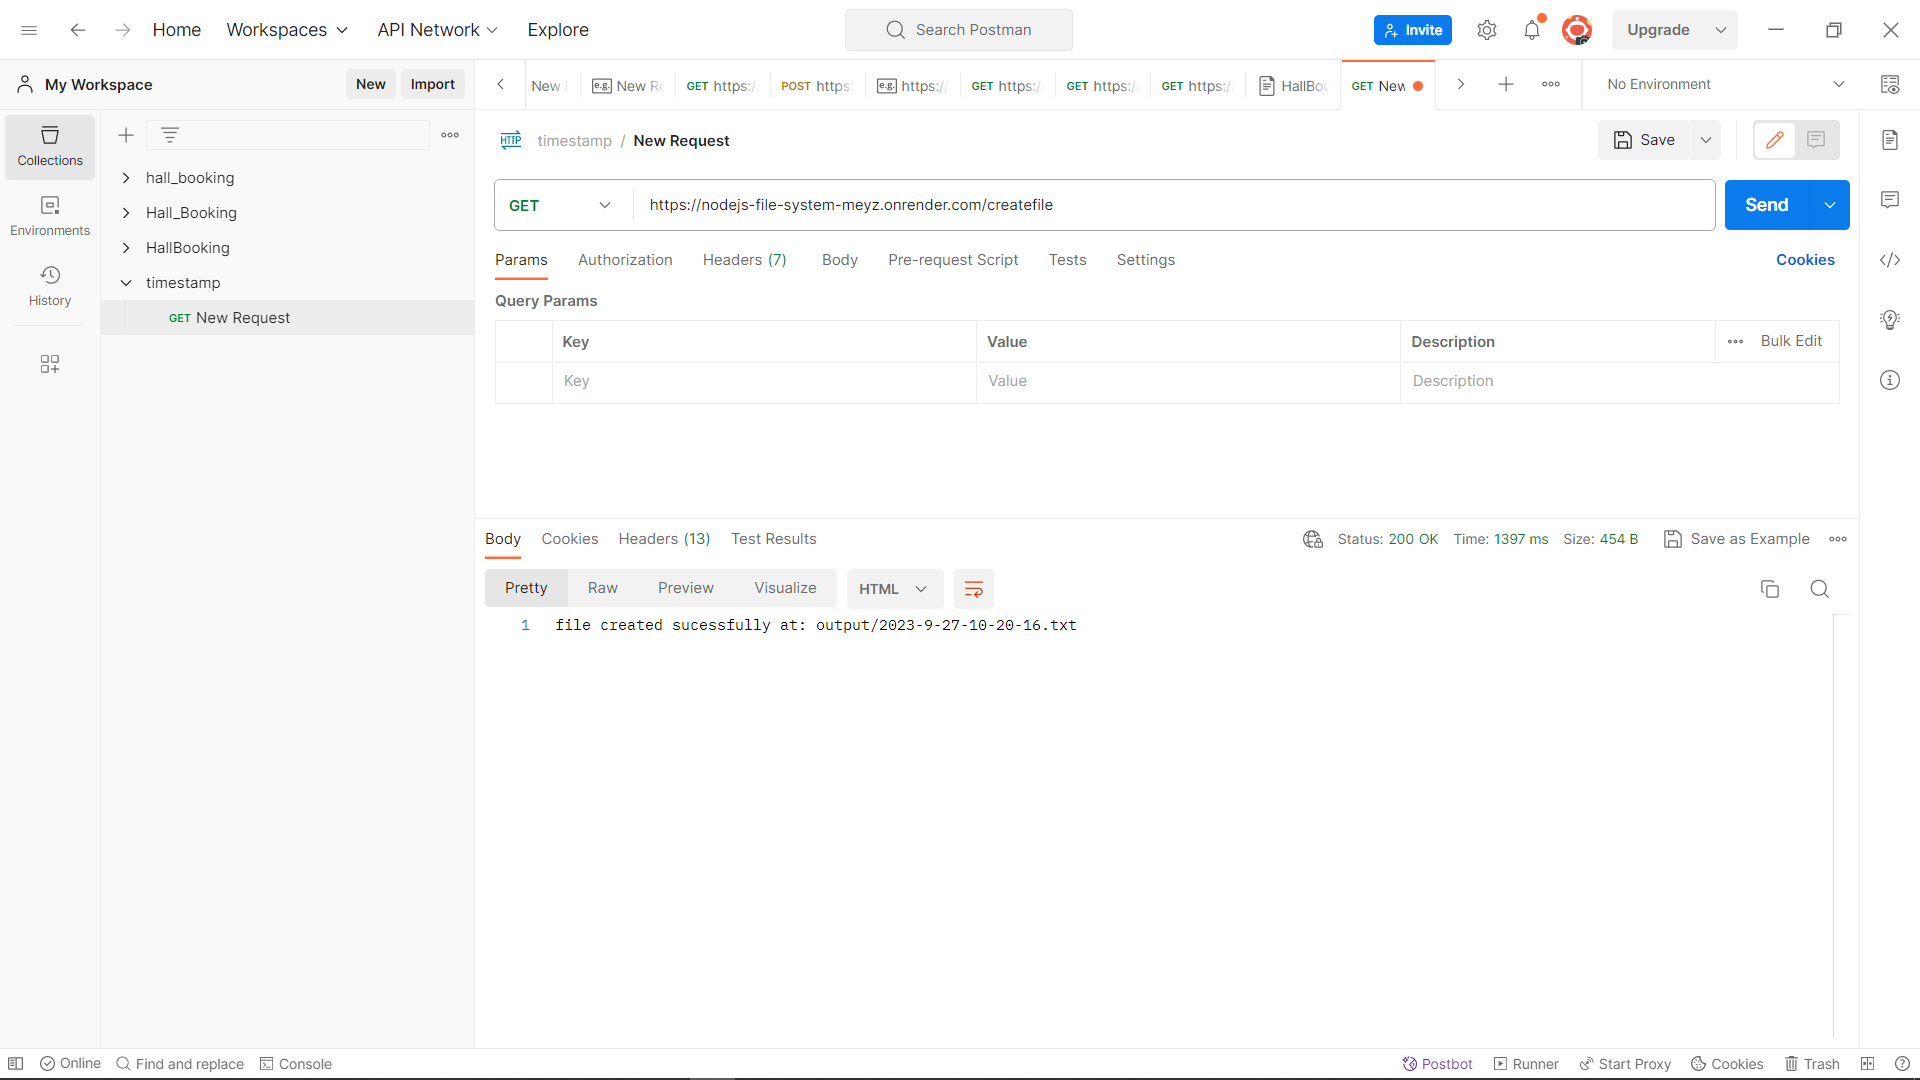 Home Workspaces API Network Explore Search Postman Invite Upgrade
My Workspace New Import
New e.g. New Re GET https:/ POST https: e.g. https:/ GET https:/ GET https:/ GET https:/ HallBoo GET New No Environment
Collections
Environments
History
hall_booking
Hall_Booking
HallBooking
timestamp
GET New Request
HTTP timestamp / New Request Save
GET https://nodejs-file-system-meyz.onrender.com/createfile Send
Params Authorization Headers (7) Body Pre-request Script Tests Settings Cookies
Query Params
Key Value Description Bulk Edit
Key Value Description
Body Cookies Headers (13) Test Results Status: 200 OK Time: 1397 ms Size: 454 B Save as Example
Pretty Raw Preview Visualize HTML
1 file created sucessfully at: output/2023-9-27-10-20-16.txt
Online Find and replace Console Postbot Runner Start Proxy Cookies Trash